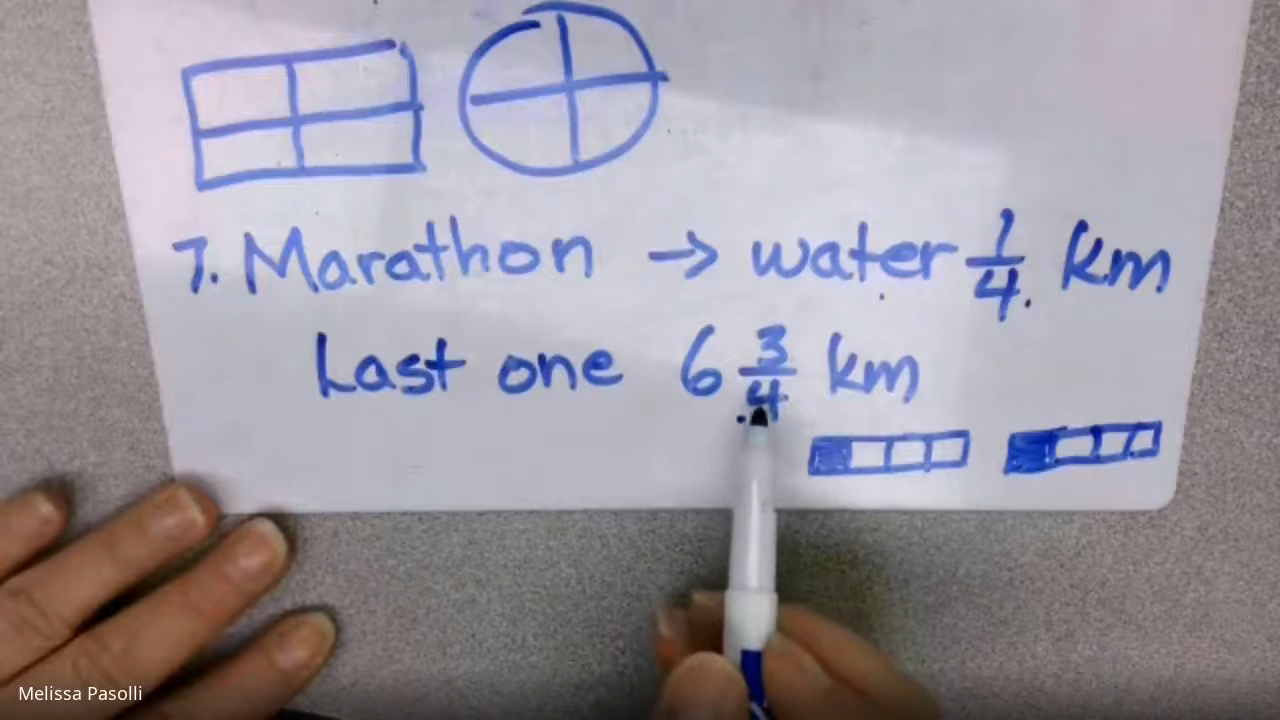 7. Marathon → water 1/4 km
Last one 6 3/4 km
Melissa Pasolli